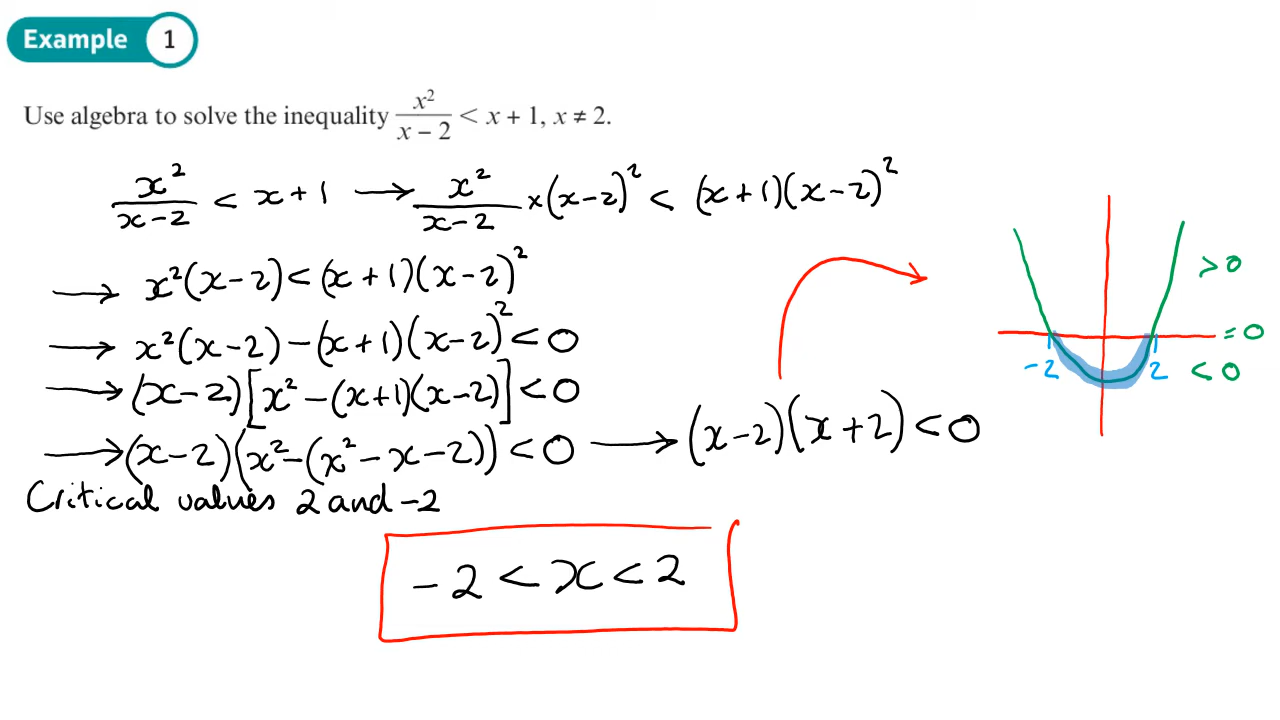 Example 1
Use algebra to solve the inequality x²/(x − 2) < x + 1, x ≠ 2.
x²/(x−2) < x+1 → x²/(x−2) × (x−2)² < (x+1)(x−2)²
→ x²(x−2) < (x+1)(x−2)²
→ x²(x−2) − (x+1)(x−2)² < 0
→ (x−2)[x² − (x+1)(x−2)] < 0
→ (x−2)(x² − (x² − x − 2)) < 0 → (x−2)(x+2) < 0
Critical values 2 and −2
−2 < x < 2
> 0
= 0
−2 2 < 0